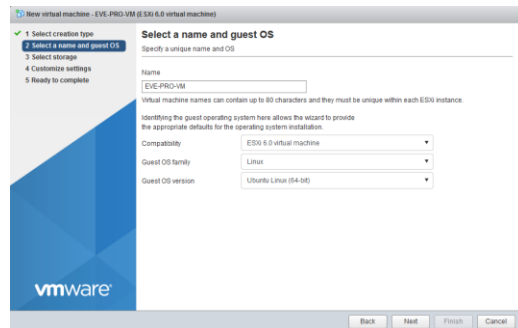 New virtual machine - EVE-PRO-VM (ESXi 6.0 virtual machine)
1 Select creation type
2 Select a name and guest OS
3 Select storage
4 Customize settings
5 Ready to complete
vmware
Select a name and guest OS
Specify a unique name and OS
Name
EVE-PRO-VM
Virtual machine names can contain up to 80 characters and they must be unique within each ESXi instance.
Identifying the guest operating system here allows the wizard to provide
the appropriate defaults for the operating system installation.
Compatibility
ESXi 6.0 virtual machine
Guest OS family
Linux
Guest OS version
Ubuntu Linux (64-bit)
Back
Next
Finish
Cancel